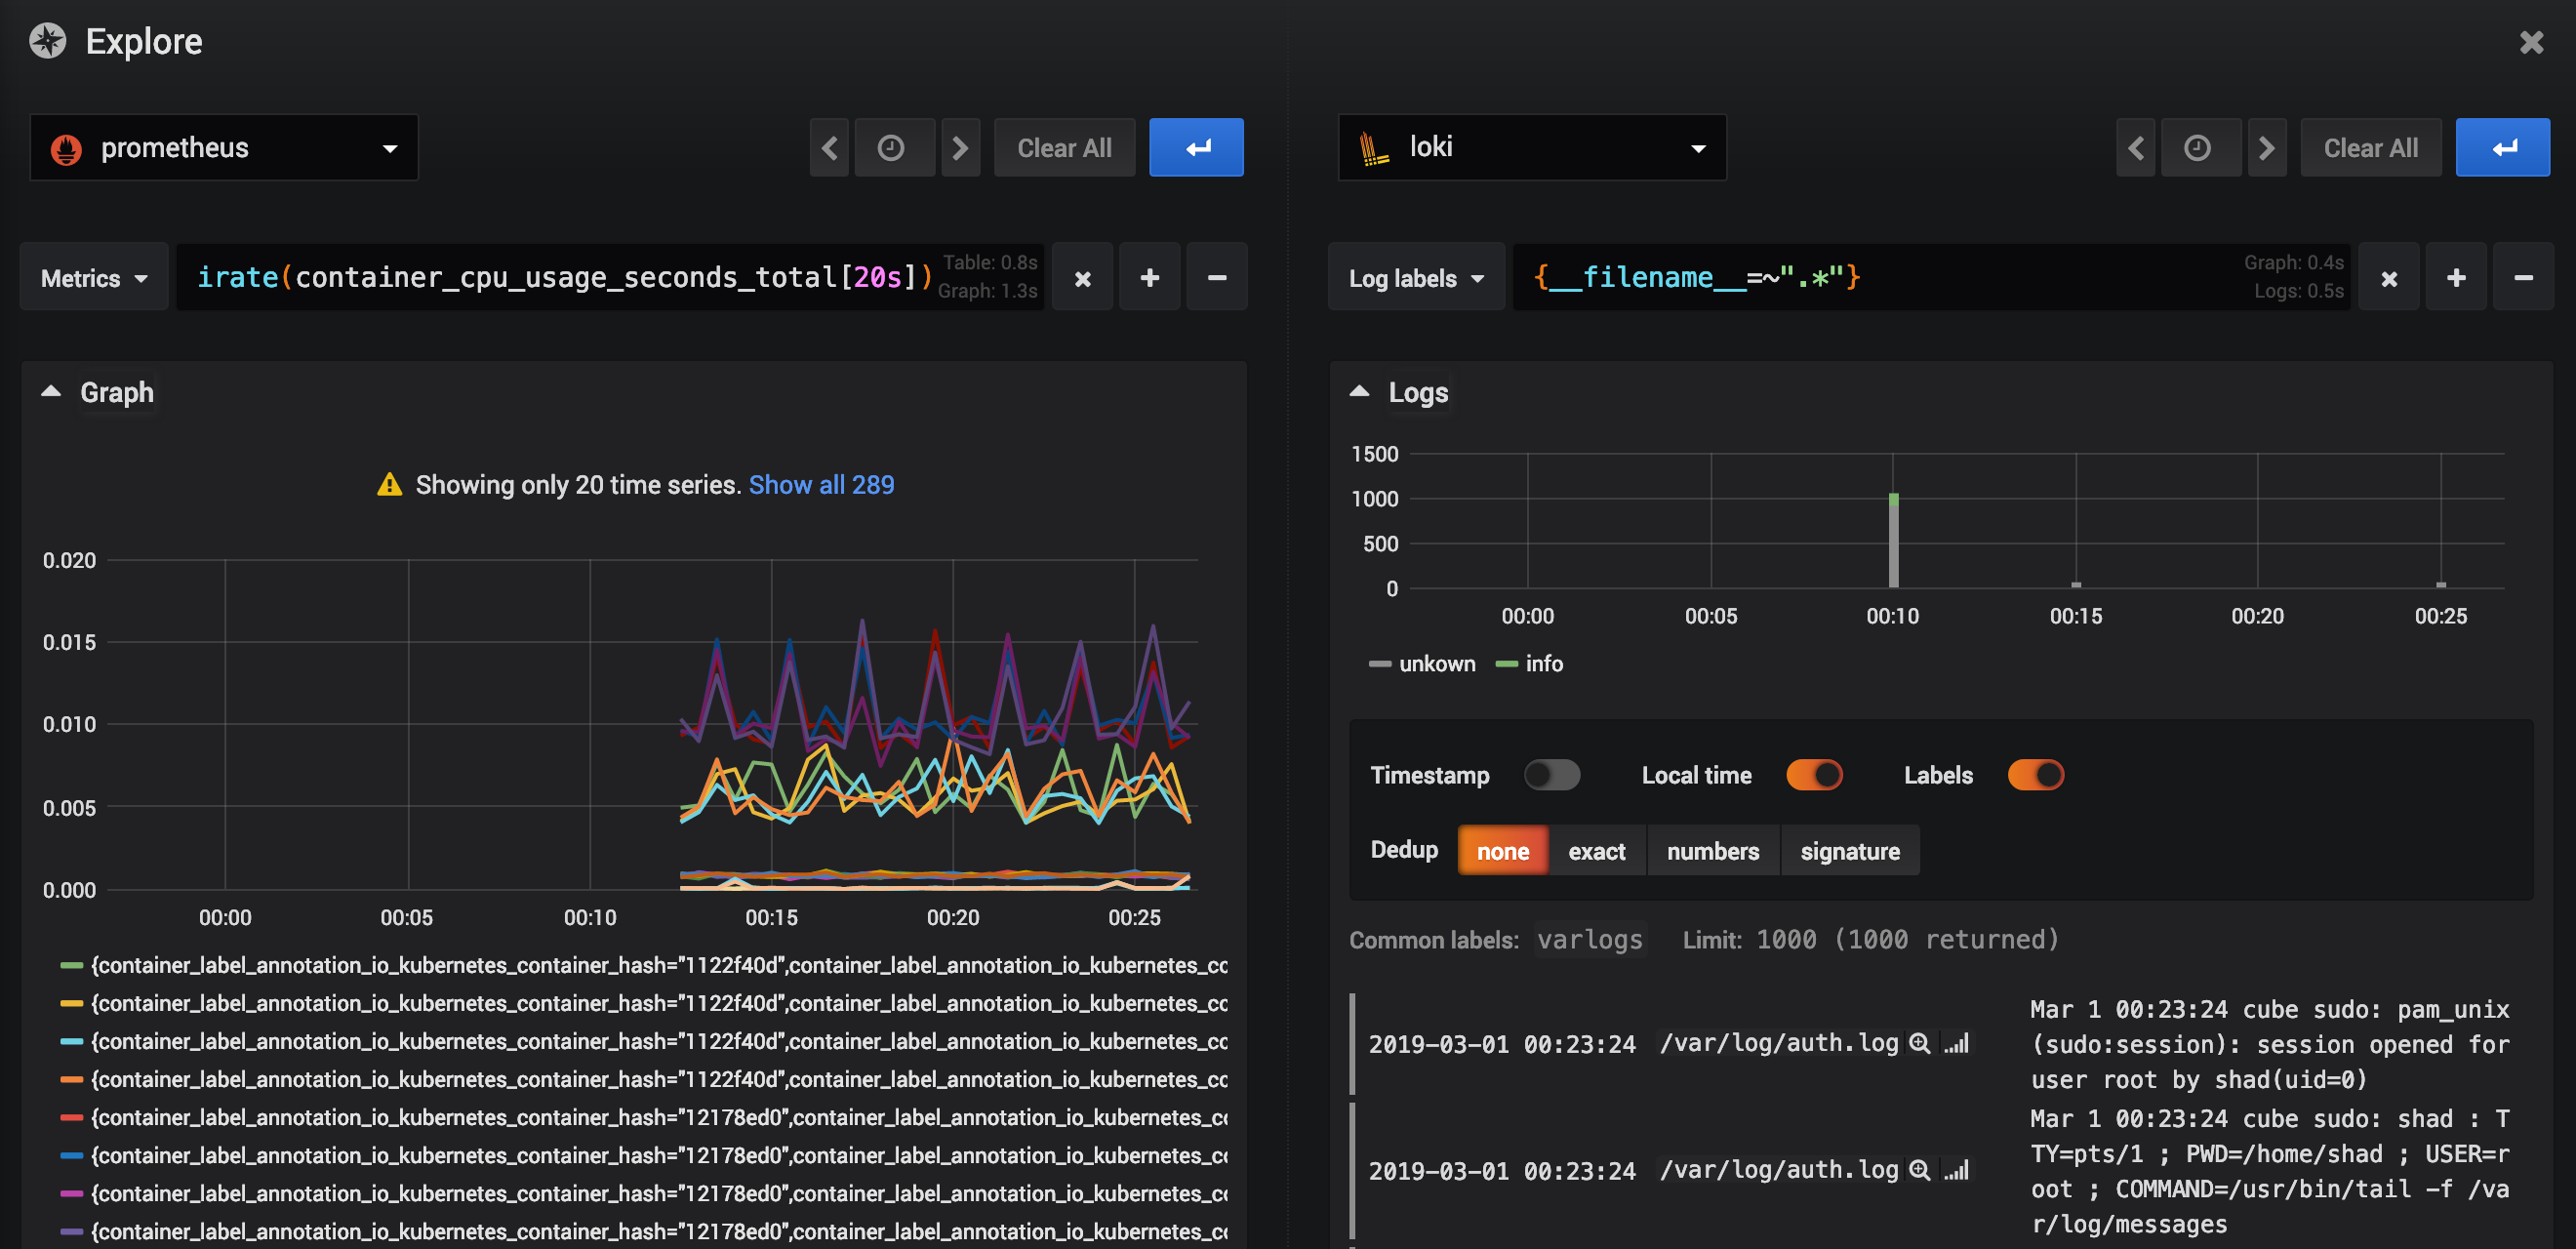 Explore
prometheus
Clear All
Metrics
irate(container_cpu_usage_seconds_total[20s])
Table: 0.8s
Graph: 1.3s
Graph
Showing only 20 time series. Show all 289
0.020
0.015
0.010
0.005
0.000
00:00 00:05 00:10 00:15 00:20 00:25
{container_label_annotation_io_kubernetes_container_hash="1122f40d",container_label_annotation_io_kubernetes_cc
{container_label_annotation_io_kubernetes_container_hash="1122f40d",container_label_annotation_io_kubernetes_cc
{container_label_annotation_io_kubernetes_container_hash="1122f40d",container_label_annotation_io_kubernetes_cc
{container_label_annotation_io_kubernetes_container_hash="1122f40d",container_label_annotation_io_kubernetes_cc
{container_label_annotation_io_kubernetes_container_hash="12178ed0",container_label_annotation_io_kubernetes_c
{container_label_annotation_io_kubernetes_container_hash="12178ed0",container_label_annotation_io_kubernetes_c
{container_label_annotation_io_kubernetes_container_hash="12178ed0",container_label_annotation_io_kubernetes_c
{container_label_annotation_io_kubernetes_container_hash="12178ed0",container_label_annotation_io_kubernetes_c
loki
Clear All
Log labels
{__filename__=~".*"}
Graph: 0.4s
Logs: 0.5s
Logs
1500
1000
500
0
00:00 00:05 00:10 00:15 00:20 00:25
unkown info
Timestamp Local time Labels
Dedup none exact numbers signature
Common labels: varlogs Limit: 1000 (1000 returned)
2019-03-01 00:23:24 /var/log/auth.log
Mar 1 00:23:24 cube sudo: pam_unix
(sudo:session): session opened for
user root by shad(uid=0)
2019-03-01 00:23:24 /var/log/auth.log
Mar 1 00:23:24 cube sudo: shad : T
TY=pts/1 ; PWD=/home/shad ; USER=r
oot ; COMMAND=/usr/bin/tail -f /va
r/log/messages